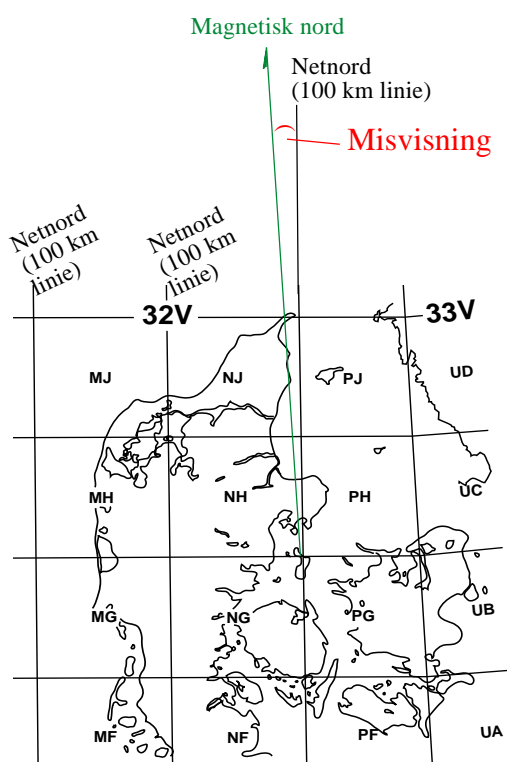 Magnetisk nord
Netnord
(100 km linie)
Misvisning
Netnord
(100 km
linie)
Netnord
(100 km
linie)
32V
33V
MJ
NJ
PJ
UD
MH
NH
PH
UC
MG
NG
PG
UB
MF
NF
PF
UA